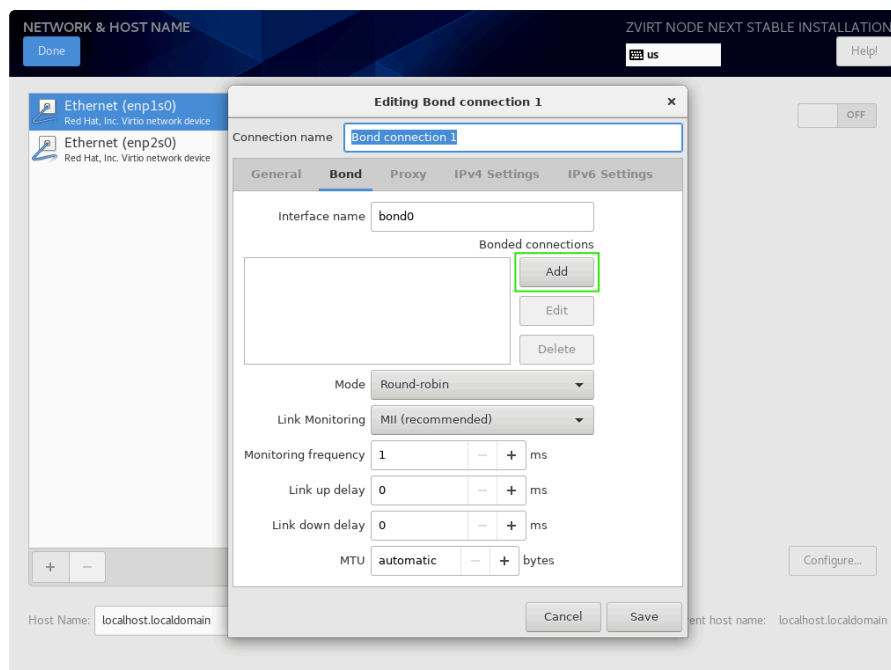 NETWORK & HOST NAME
ZVIRT NODE NEXT STABLE INSTALLATION
Done
us
Help!
Ethernet (enp1s0)
Red Hat, Inc. Virtio network device
Ethernet (enp2s0)
Red Hat, Inc. Virtio network device
OFF
Editing Bond connection 1
Connection name Bond connection 1
General Bond Proxy IPv4 Settings IPv6 Settings
Interface name bond0
Bonded connections
Add
Edit
Delete
Mode Round-robin
Link Monitoring MII (recommended)
Monitoring frequency 1 − + ms
Link up delay 0 − + ms
Link down delay 0 − + ms
MTU automatic − + bytes
Cancel Save
+ −
Configure...
Host Name: localhost.localdomain
ent host name: localhost.localdomain